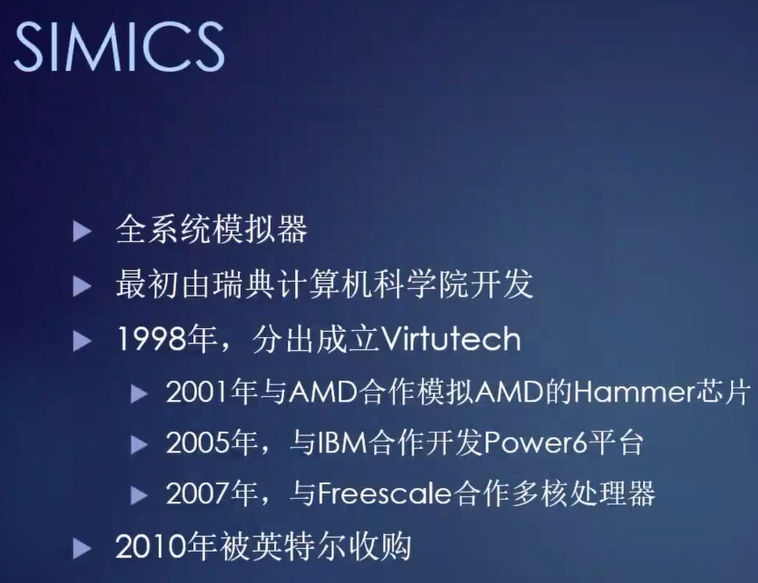 SIMICS
全系统模拟器
最初由瑞典计算机科学院开发
1998年，分出成立Virtutech
2001年与AMD合作模拟AMD的Hammer芯片
2005年，与IBM合作开发Power6平台
2007年，与Freescale合作多核处理器
2010年被英特尔收购